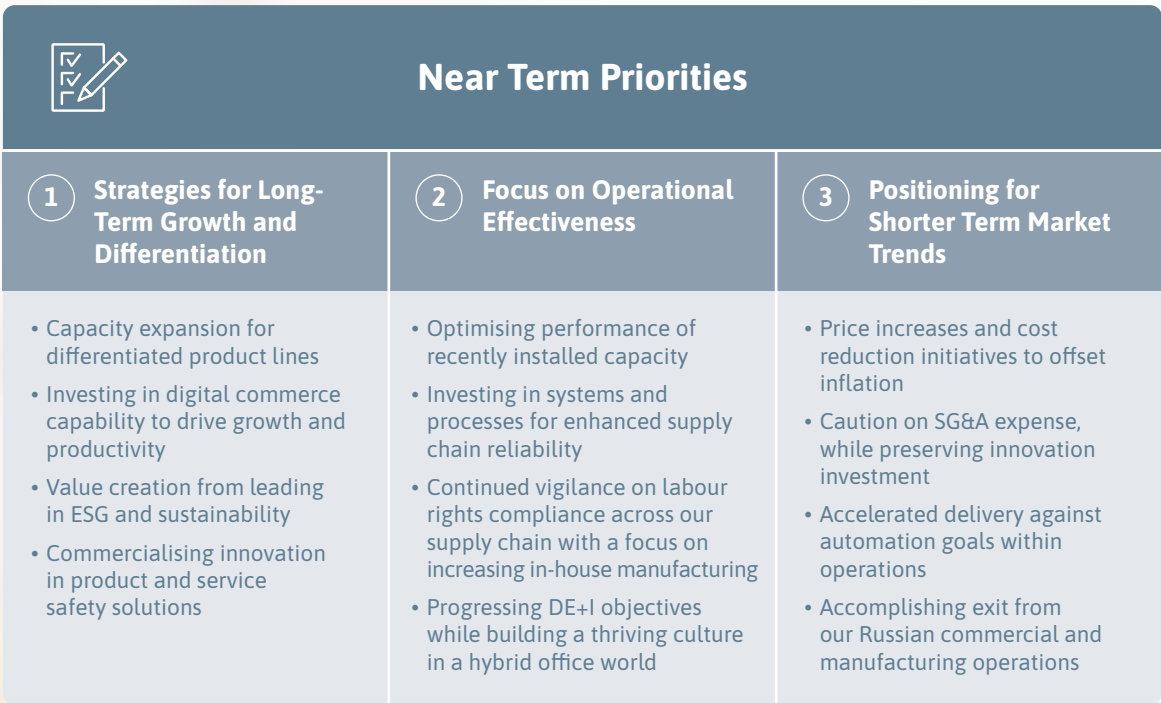 Near Term Priorities
1
Strategies for Long-
Term Growth and
Differentiation
• Capacity expansion for
differentiated product lines
• Investing in digital commerce
capability to drive growth and
productivity
• Value creation from leading
in ESG and sustainability
• Commercialising innovation
in product and service
safety solutions
2
Focus on Operational
Effectiveness
• Optimising performance of
recently installed capacity
• Investing in systems and
processes for enhanced supply
chain reliability
• Continued vigilance on labour
rights compliance across our
supply chain with a focus on
increasing in-house manufacturing
• Progressing DE+I objectives
while building a thriving culture
in a hybrid office world
3
Positioning for
Shorter Term Market
Trends
• Price increases and cost
reduction initiatives to offset
inflation
• Caution on SG&A expense,
while preserving innovation
investment
• Accelerated delivery against
automation goals within
operations
• Accomplishing exit from
our Russian commercial and
manufacturing operations